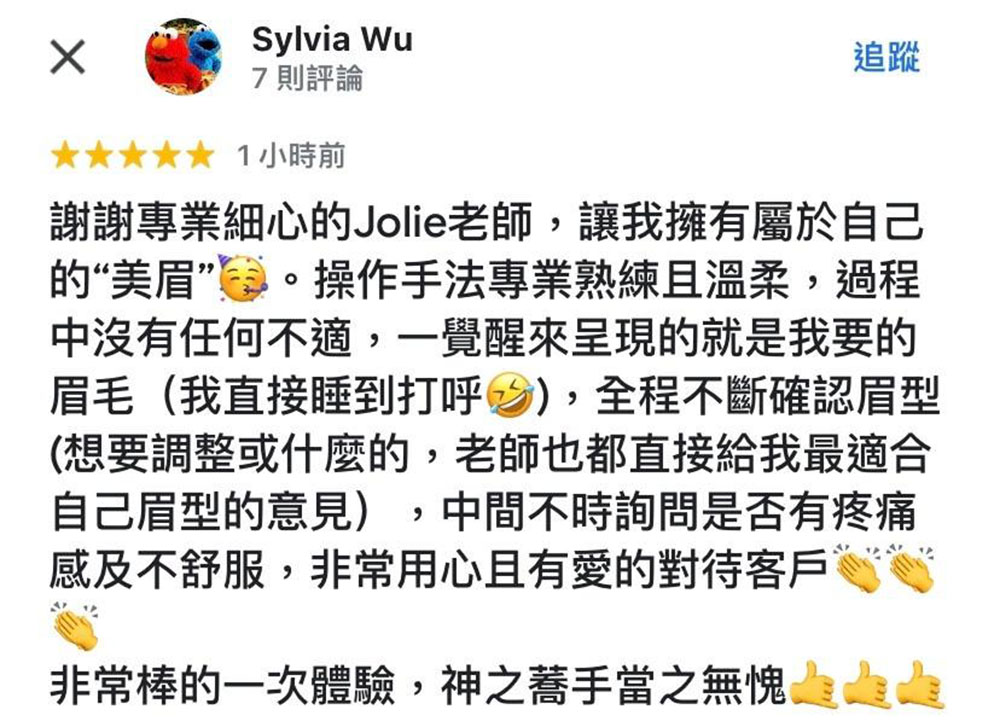 Sylvia Wu
7 則評論
追蹤
1 小時前
謝謝專業細心的Jolie老師，讓我擁有屬於自己
的“美眉”🥳。操作手法專業熟練且溫柔，過程
中沒有任何不適，一覺醒來呈現的就是我要的
眉毛（我直接睡到打呼🤣)，全程不斷確認眉型
(想要調整或什麼的，老師也都直接給我最適合
自己眉型的意見），中間不時詢問是否有疼痛
感及不舒服，非常用心且有愛的對待客戶👏👏
👏
非常棒的一次體驗，神之蕎手當之無愧🤙🤙🤙